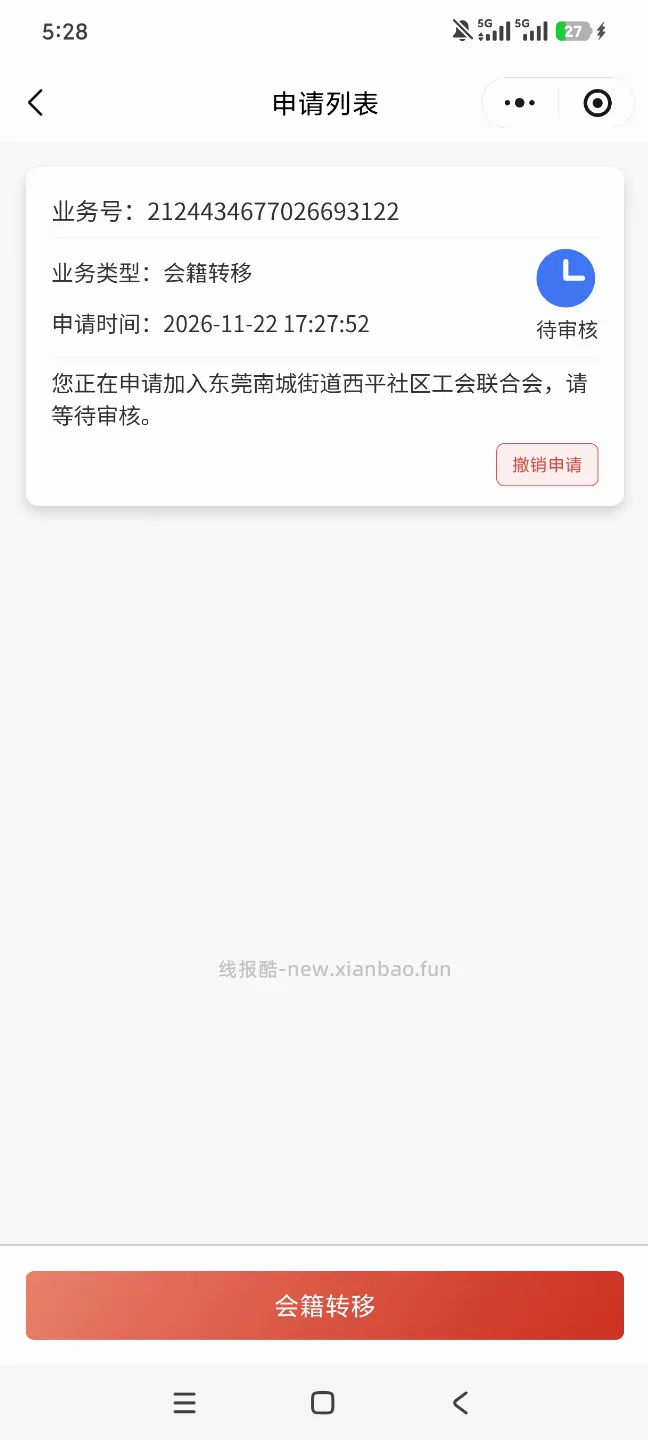 5:28
5G 5G 27
申请列表
业务号：2124434677026693122
业务类型：会籍转移
申请时间：2026-11-22 17:27:52
待审核
您正在申请加入东莞南城街道西平社区工会联合会，请
等待审核。
撤销申请
线报酷-new.xianbao.fun
会籍转移